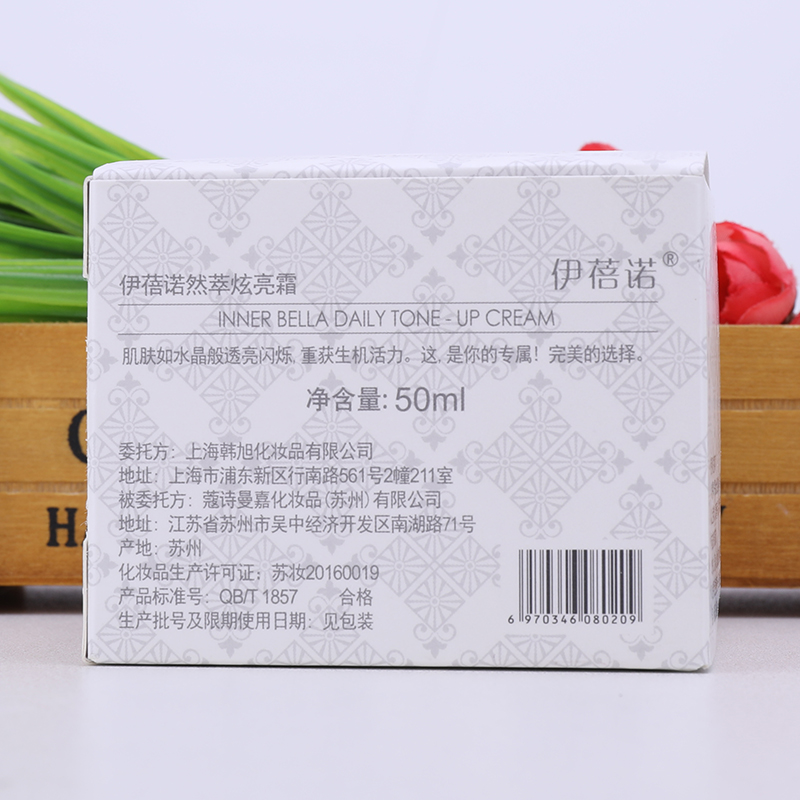 伊蓓诺®
伊蓓诺然萃炫亮霜
INNER BELLA DAILY TONE - UP CREAM
肌肤如水晶般透亮闪烁, 重获生机活力。这, 是你的专属！完美的选择。
净含量: 50ml
委托方：上海韩旭化妆品有限公司
地址：上海市浦东新区行南路561号2幢211室
被委托方：蔻诗曼嘉化妆品(苏州)有限公司
地址：江苏省苏州市吴中经济开发区南湖路71号
产地：苏州
化妆品生产许可证：苏妆20160019
产品标准号：QB/T 1857 合格
生产批号及限期使用日期：见包装
6 970346 080209